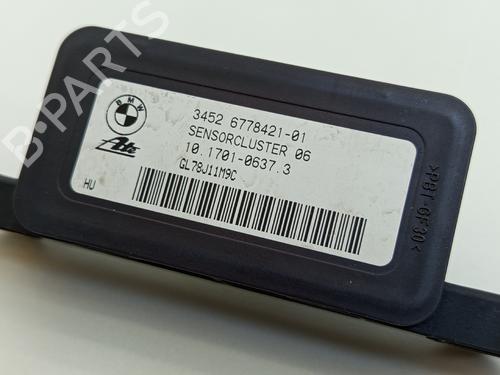 BMW
3452 6778421-01
SENSORCLUSTER 06
Ate
10.1701-0637.3
GL78J11M9C
HU
>PBT-GF30<
B-PARTS